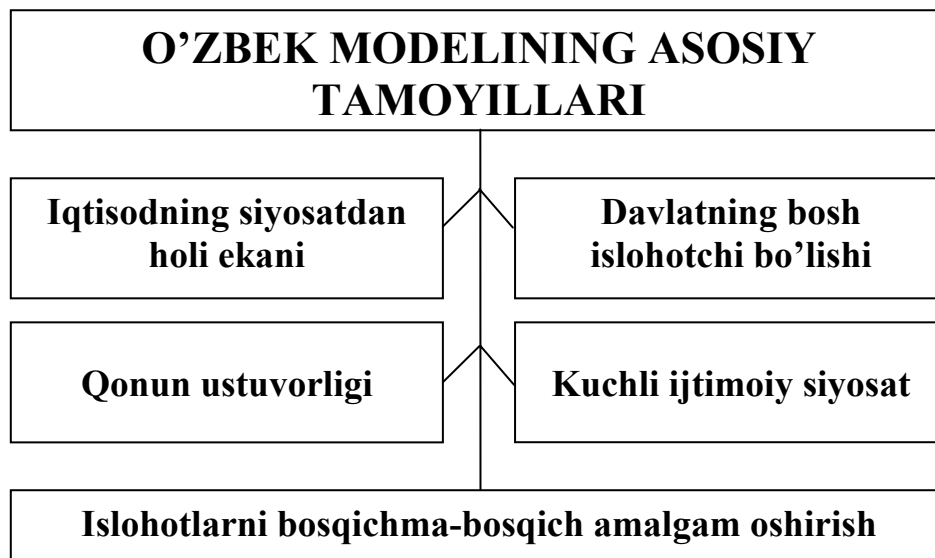 O’ZBEK MODELINING ASOSIY
TAMOYILLARI
Iqtisodning siyosatdan
holi ekani
Davlatning bosh
islohotchi bo’lishi
Qonun ustuvorligi
Kuchli ijtimoiy siyosat
Islohotlarni bosqichma-bosqich amalgam oshirish